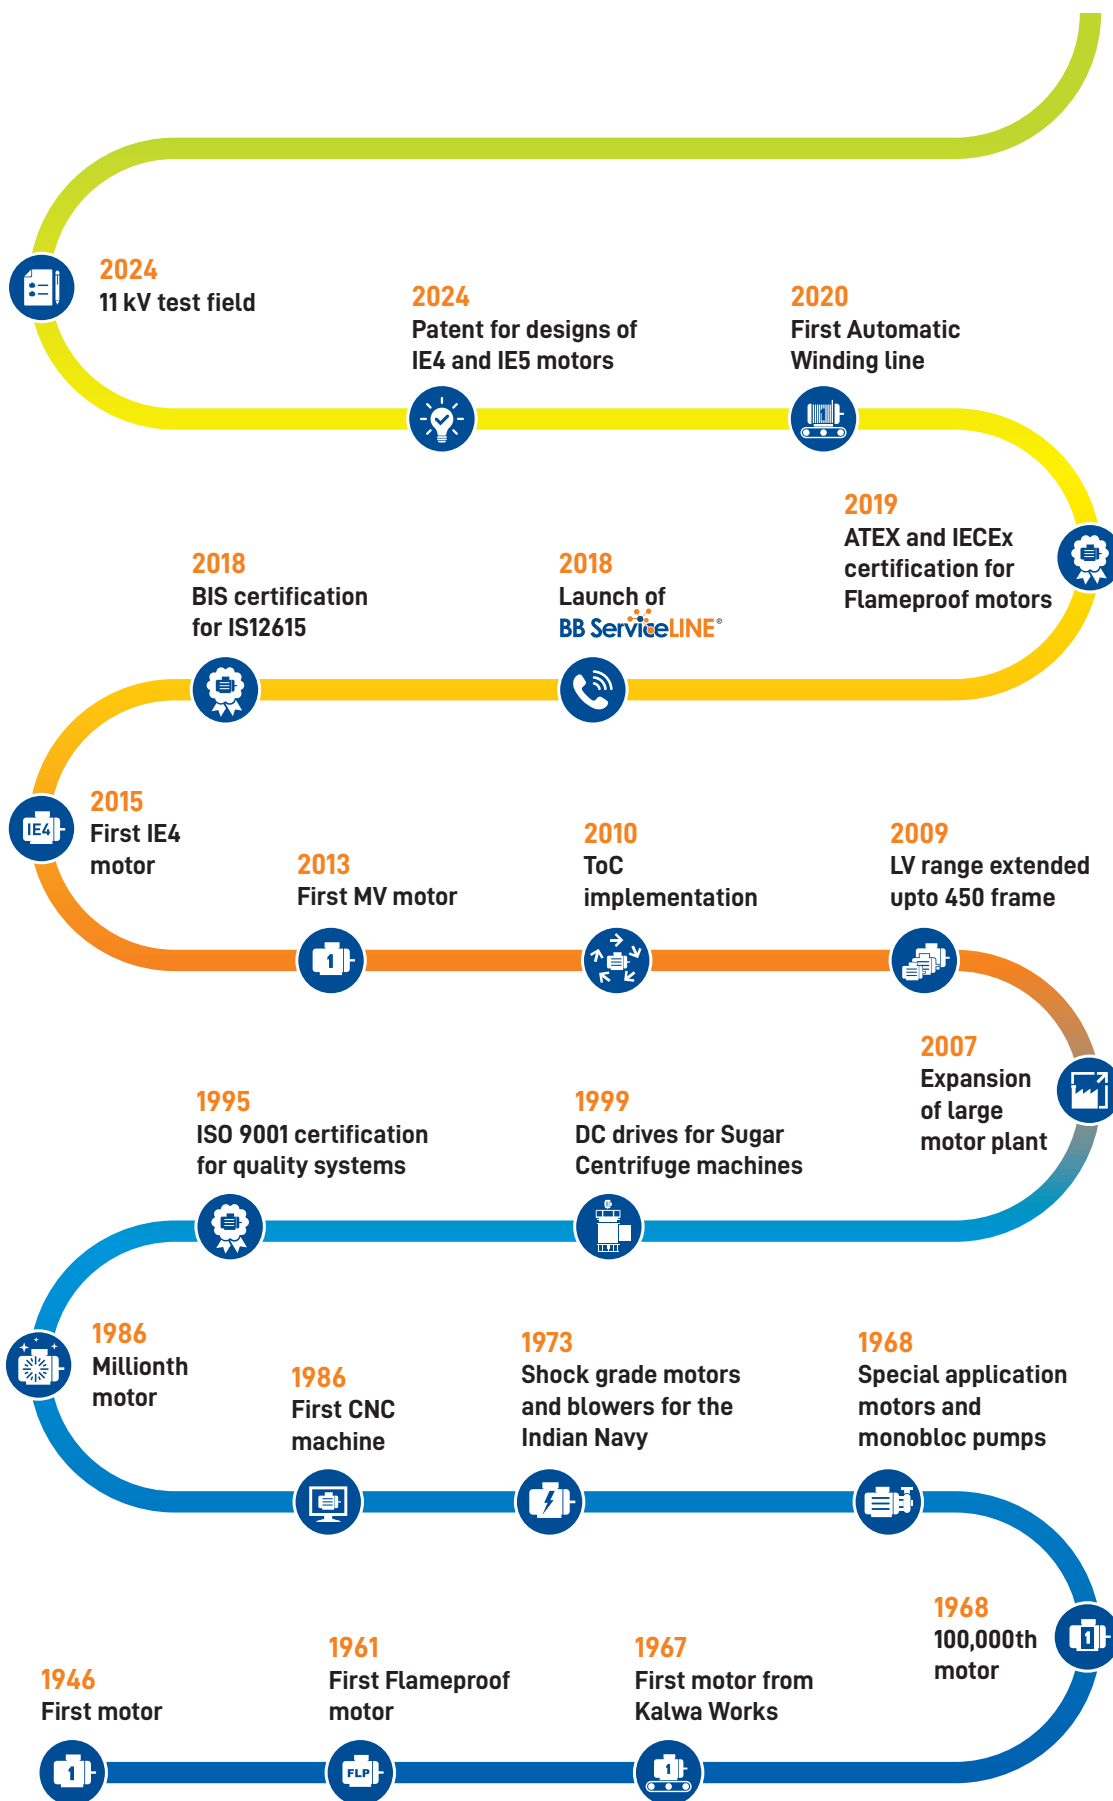 2024
11 kV test field
2024
Patent for designs of
IE4 and IE5 motors
2020
First Automatic
Winding line
1
2019
ATEX and IECEx
certification for
Flameproof motors
2018
BIS certification
for IS12615
2018
Launch of
BB ServiceLINE®
2015
First IE4
motor
IE4
2013
First MV motor
1
2010
ToC
implementation
2009
LV range extended
upto 450 frame
2007
Expansion
of large
motor plant
1995
ISO 9001 certification
for quality systems
1999
DC drives for Sugar
Centrifuge machines
1986
Millionth
motor
1986
First CNC
machine
1973
Shock grade motors
and blowers for the
Indian Navy
1968
Special application
motors and
monobloc pumps
1968
100,000th
motor
1
1946
First motor
1
1961
First Flameproof
motor
FLP
1967
First motor from
Kalwa Works
1